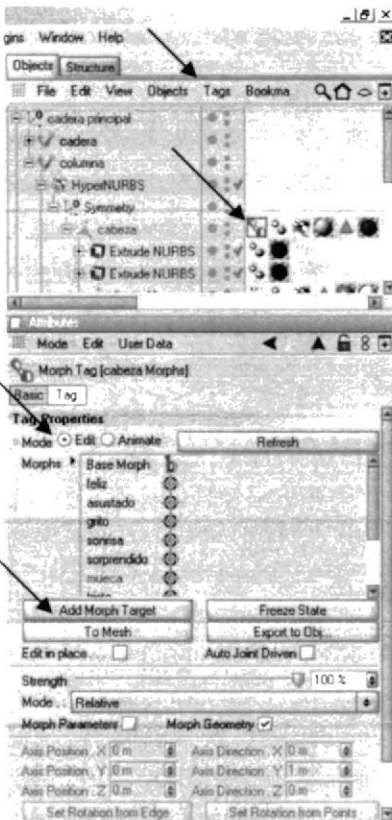 gins Window Help
Objects Structure
File Edit View Objects Tags Bookma
cadera principal
cadera
columna
HyperNURBS
Symmetry
cabeza
Extrude NURBS
Extrude NURBS
Attributes
Mode Edit User Data
Morph Tag [cabeza Morphs]
Basic Tag
Tag Properties
Mode Edit Animate Refresh
Morphs Base Morph
feliz
asustado
grito
sonrisa
sorprendido
mueca
Add Morph Target Freeze State
To Mesh Export to Obj...
Edit in place Auto Joint Driven
Strength 100 %
Mode Relative
Morph Parameters Morph Geometry
Axis Position X 0 m Axis Direction X 0 m
Axis Position Y 0 m Axis Direction Y 1 m
Axis Position Z 0 m Axis Direction Z 0 m
Set Rotation from Edge Set Rotation from Points